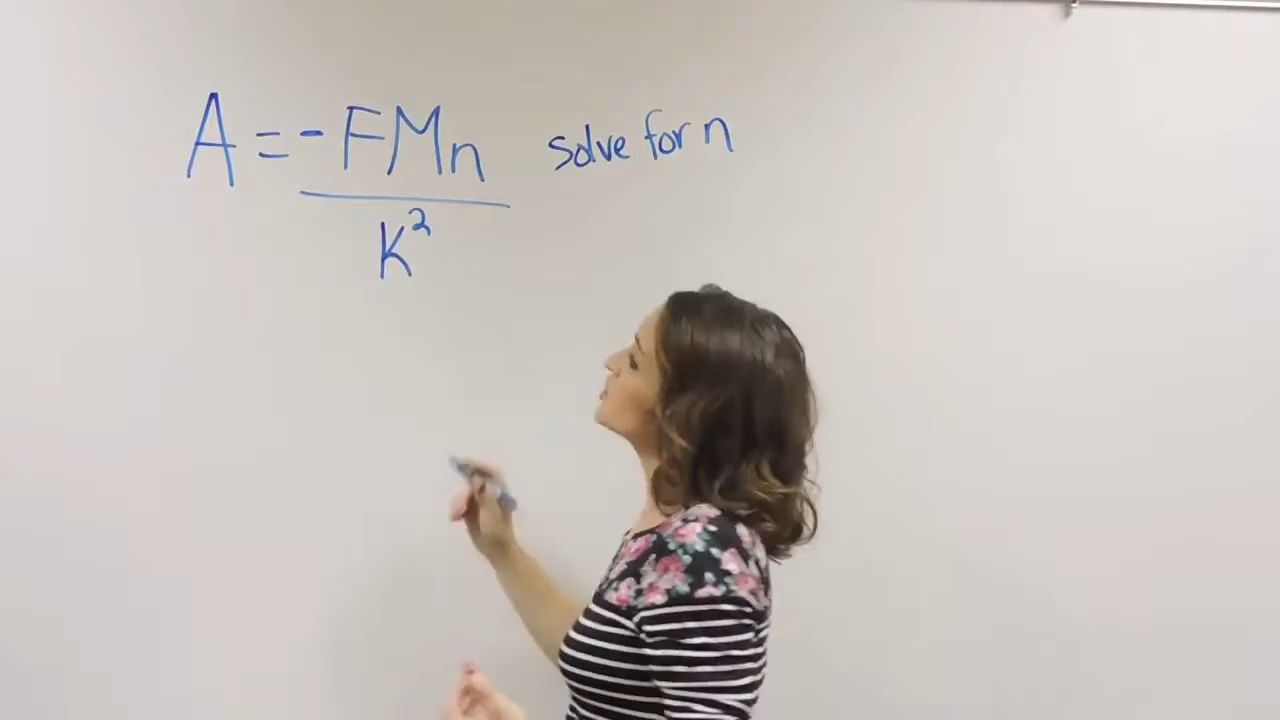 A = -FMn solve for n
K²